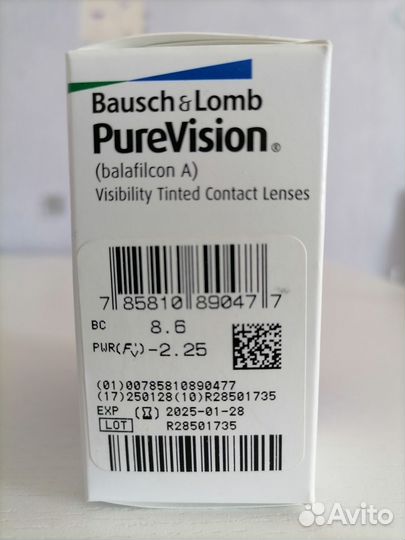 Bausch & Lomb
PureVision®
(balafilcon A)
Visibility Tinted Contact Lenses
7 85810 89047 7
BC 8.6
PWR(F'v) -2.25
(01)00785810890477
(17)250128(10)R28501735
EXP 2025-01-28
LOT R28501735
Avito